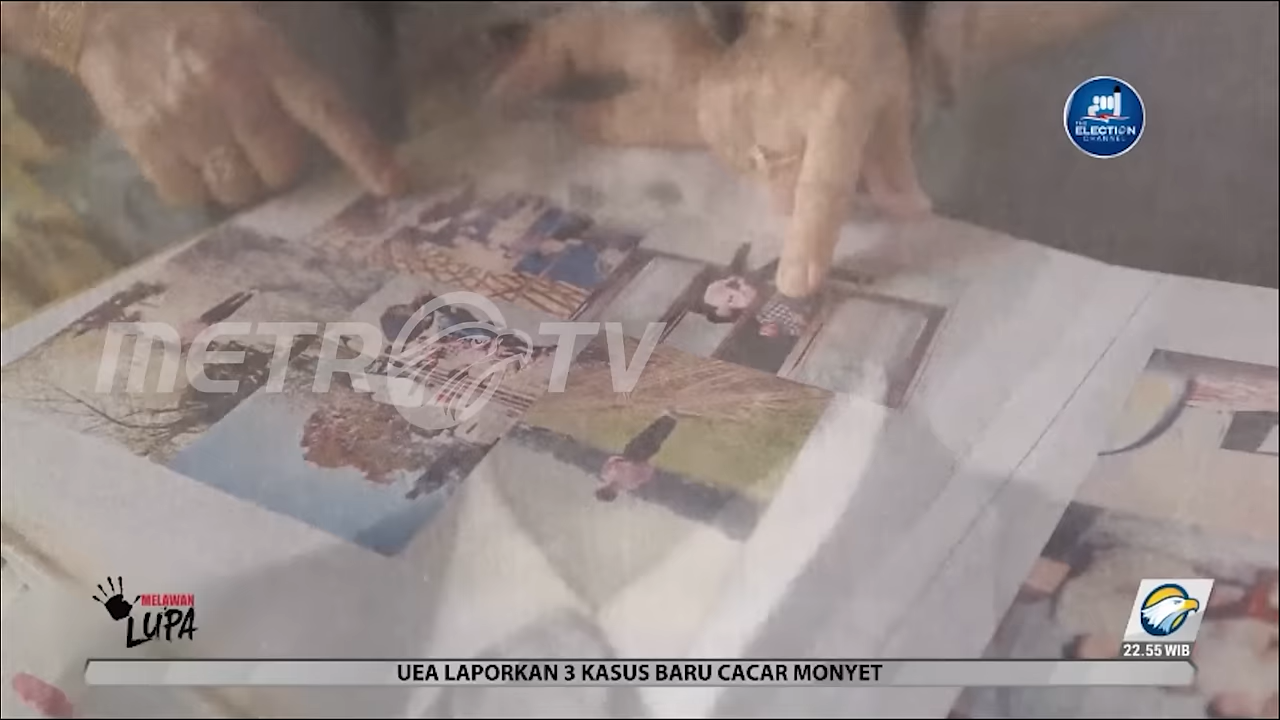 THE
ELECTION
CHANNEL
METRO TV
MELAWAN
LUPA
22.55 WIB
UEA LAPORKAN 3 KASUS BARU CACAR MONYET